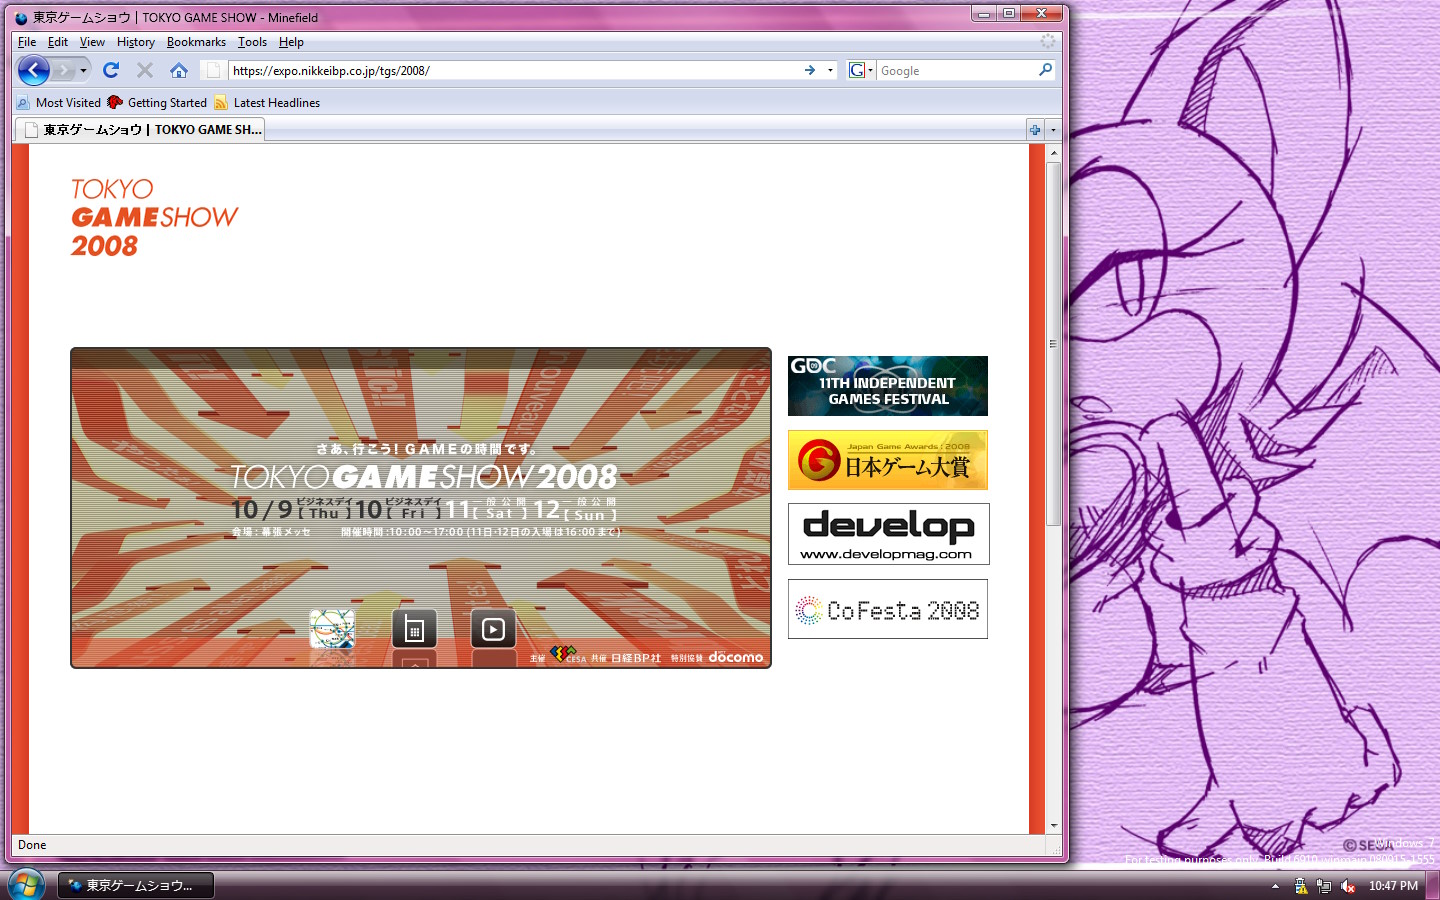 東京ゲームショウ | TOKYO GAME SHOW - Minefield
File Edit View History Bookmarks Tools Help
https://expo.nikkeibp.co.jp/tgs/2008/
Google
Most Visited Getting Started Latest Headlines
東京ゲームショウ | TOKYO GAME SH...
TOKYO
GAMESHOW
2008
さあ、行こう! GAMEの時間です。
TOKYOGAMESHOW2008
10/9 ビジネスデイ [Thu] 10 ビジネスデイ [Fri] 11 一般公開 [Sat] 12 一般公開 [Sun]
会場:幕張メッセ 開催時間:10:00~17:00 (11日・12日の入場は16:00まで)
主催 CESA 共催 日経BP社 特別協賛 docomo
GDC 09
11TH INDEPENDENT
GAMES FESTIVAL
Japan Game Awards:2008
日本ゲーム大賞
develop
www.developmag.com
CoFesta 2008
Done
© SEGA
Windows 7
For testing purposes only. Build 6910.winmain.080915-1555
東京ゲームショウ...
10:47 PM